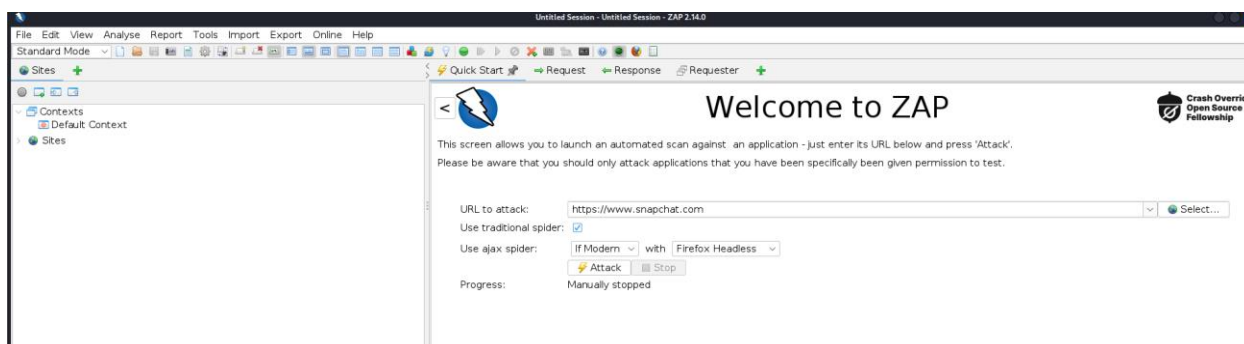 Untitled Session - Untitled Session - ZAP 2.14.0
File Edit View Analyse Report Tools Import Export Online Help
Standard Mode
Sites
Quick Start Request Response Requester
Contexts
Default Context
Sites
<
Welcome to ZAP
Crash Overri
Open Source
Fellowship
This screen allows you to launch an automated scan against an application - just enter its URL below and press 'Attack'.
Please be aware that you should only attack applications that you have been specifically been given permission to test.
URL to attack: https://www.snapchat.com Select...
Use traditional spider:
Use ajax spider: If Modern with Firefox Headless
Attack Stop
Progress: Manually stopped